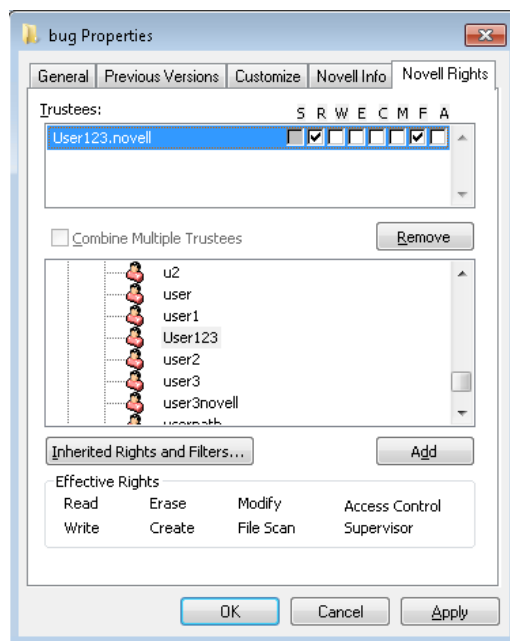 bug Properties
General Previous Versions Customize Novell Info Novell Rights
Trustees: S R W E C M F A
User123.novell
Combine Multiple Trustees Remove
u2
user
user1
User123
user2
user3
user3novell
Inherited Rights and Filters... Add
Effective Rights
Read Erase Modify Access Control
Write Create File Scan Supervisor
OK Cancel Apply